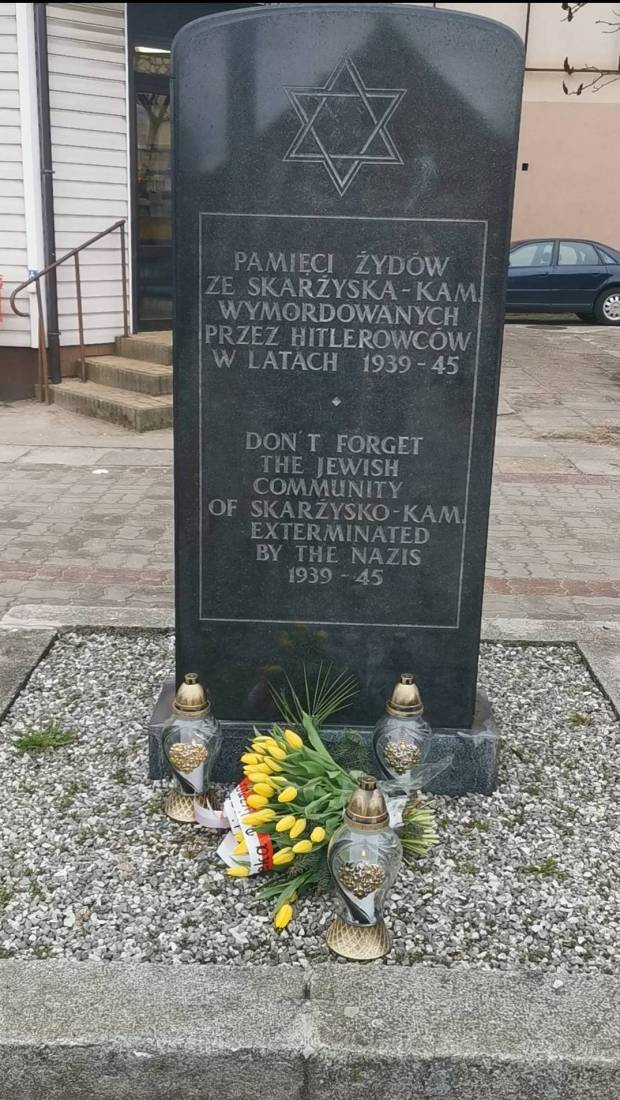 PAMIĘCI ŻYDÓW
ZE SKARŻYSKA-KAM.
WYMORDOWANYCH
PRZEZ HITLEROWCÓW
W LATACH 1939-45
DON'T FORGET
THE JEWISH
COMMUNITY
OF SKARŻYSKO-KAM.
EXTERMINATED
BY THE NAZIS
1939-45